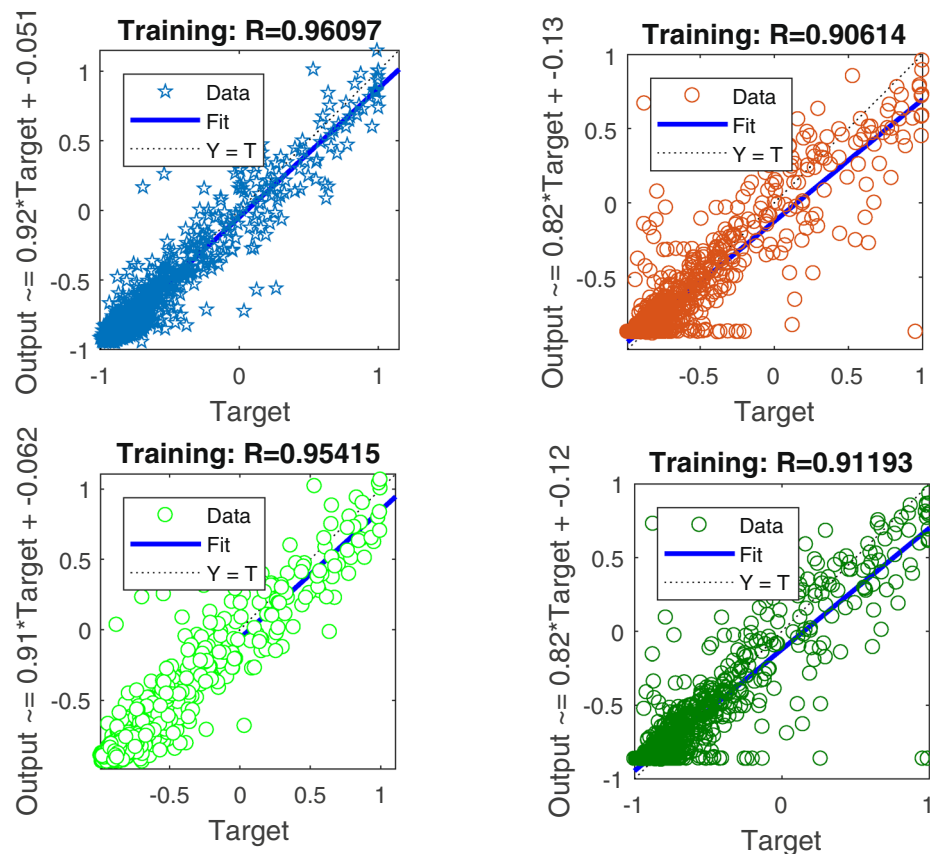 Training: R=0.96097
Output ~= 0.92*Target + -0.051
Data
Fit
Y = T
1
0.5
0
-0.5
-1
-1
0
1
Target
Training: R=0.90614
Output ~= 0.82*Target + -0.13
Data
Fit
Y = T
1
0.5
0
-0.5
-0.5
0
0.5
1
Target
Training: R=0.95415
Output ~= 0.91*Target + -0.062
Data
Fit
Y = T
1
0.5
0
-0.5
-0.5
0
0.5
1
Target
Training: R=0.91193
Output ~= 0.82*Target + -0.12
Data
Fit
Y = T
1
0.5
0
-0.5
-1
-1
0
1
Target